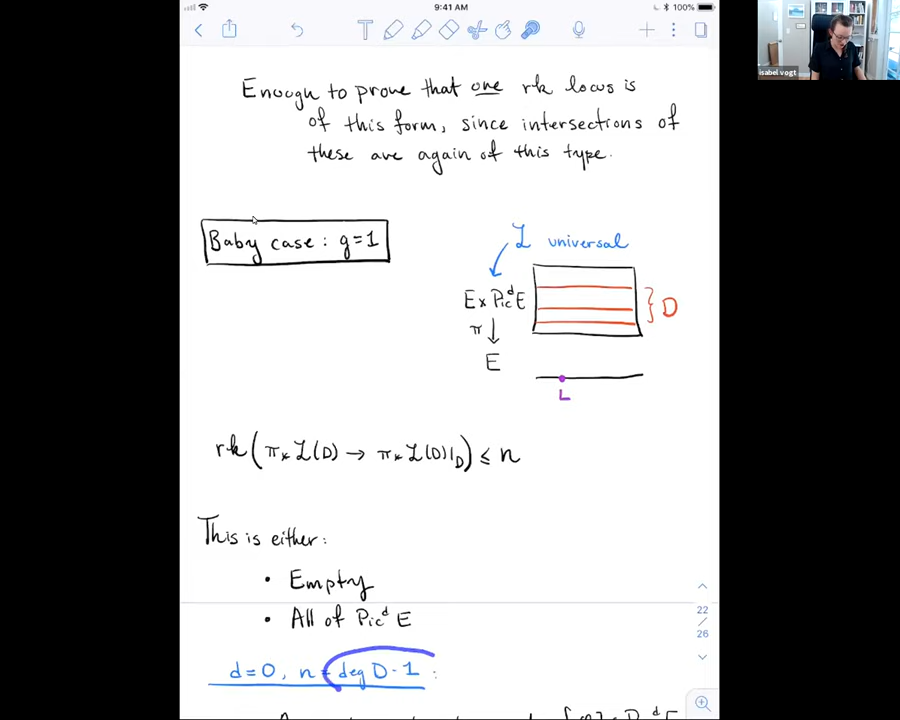 9:41 AM
100%
isabel vogt
Enough to prove that one rk locus is
of this form, since intersections of
these are again of this type.
Baby case: g=1
ℒ universal
E × Pic^d E
D
π
E
L
rk(π_* ℒ(D) → π_* ℒ(D)|_D) ≤ n
This is either:
• Empty
• All of Pic^d E
22
/
26
d=0, n = deg D - 1 :